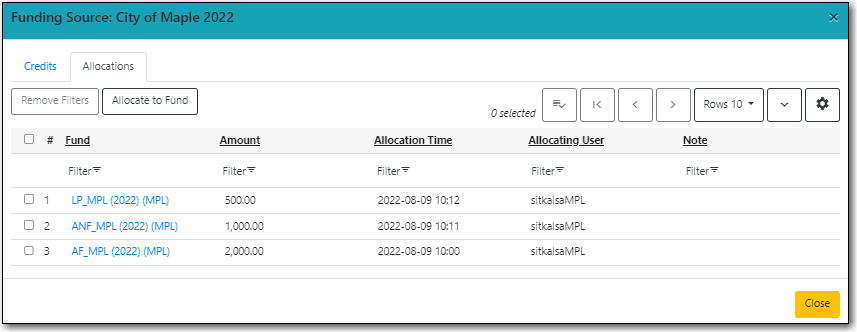 Funding Source: City of Maple 2022 ×
Credits Allocations
Remove Filters Allocate to Fund 0 selected Rows 10
# Fund Amount Allocation Time Allocating User Note
Filter Filter Filter Filter Filter
1 LP_MPL (2022) (MPL) 500.00 2022-08-09 10:12 sitkalsaMPL
2 ANF_MPL (2022) (MPL) 1,000.00 2022-08-09 10:11 sitkalsaMPL
3 AF_MPL (2022) (MPL) 2,000.00 2022-08-09 10:00 sitkalsaMPL
Close